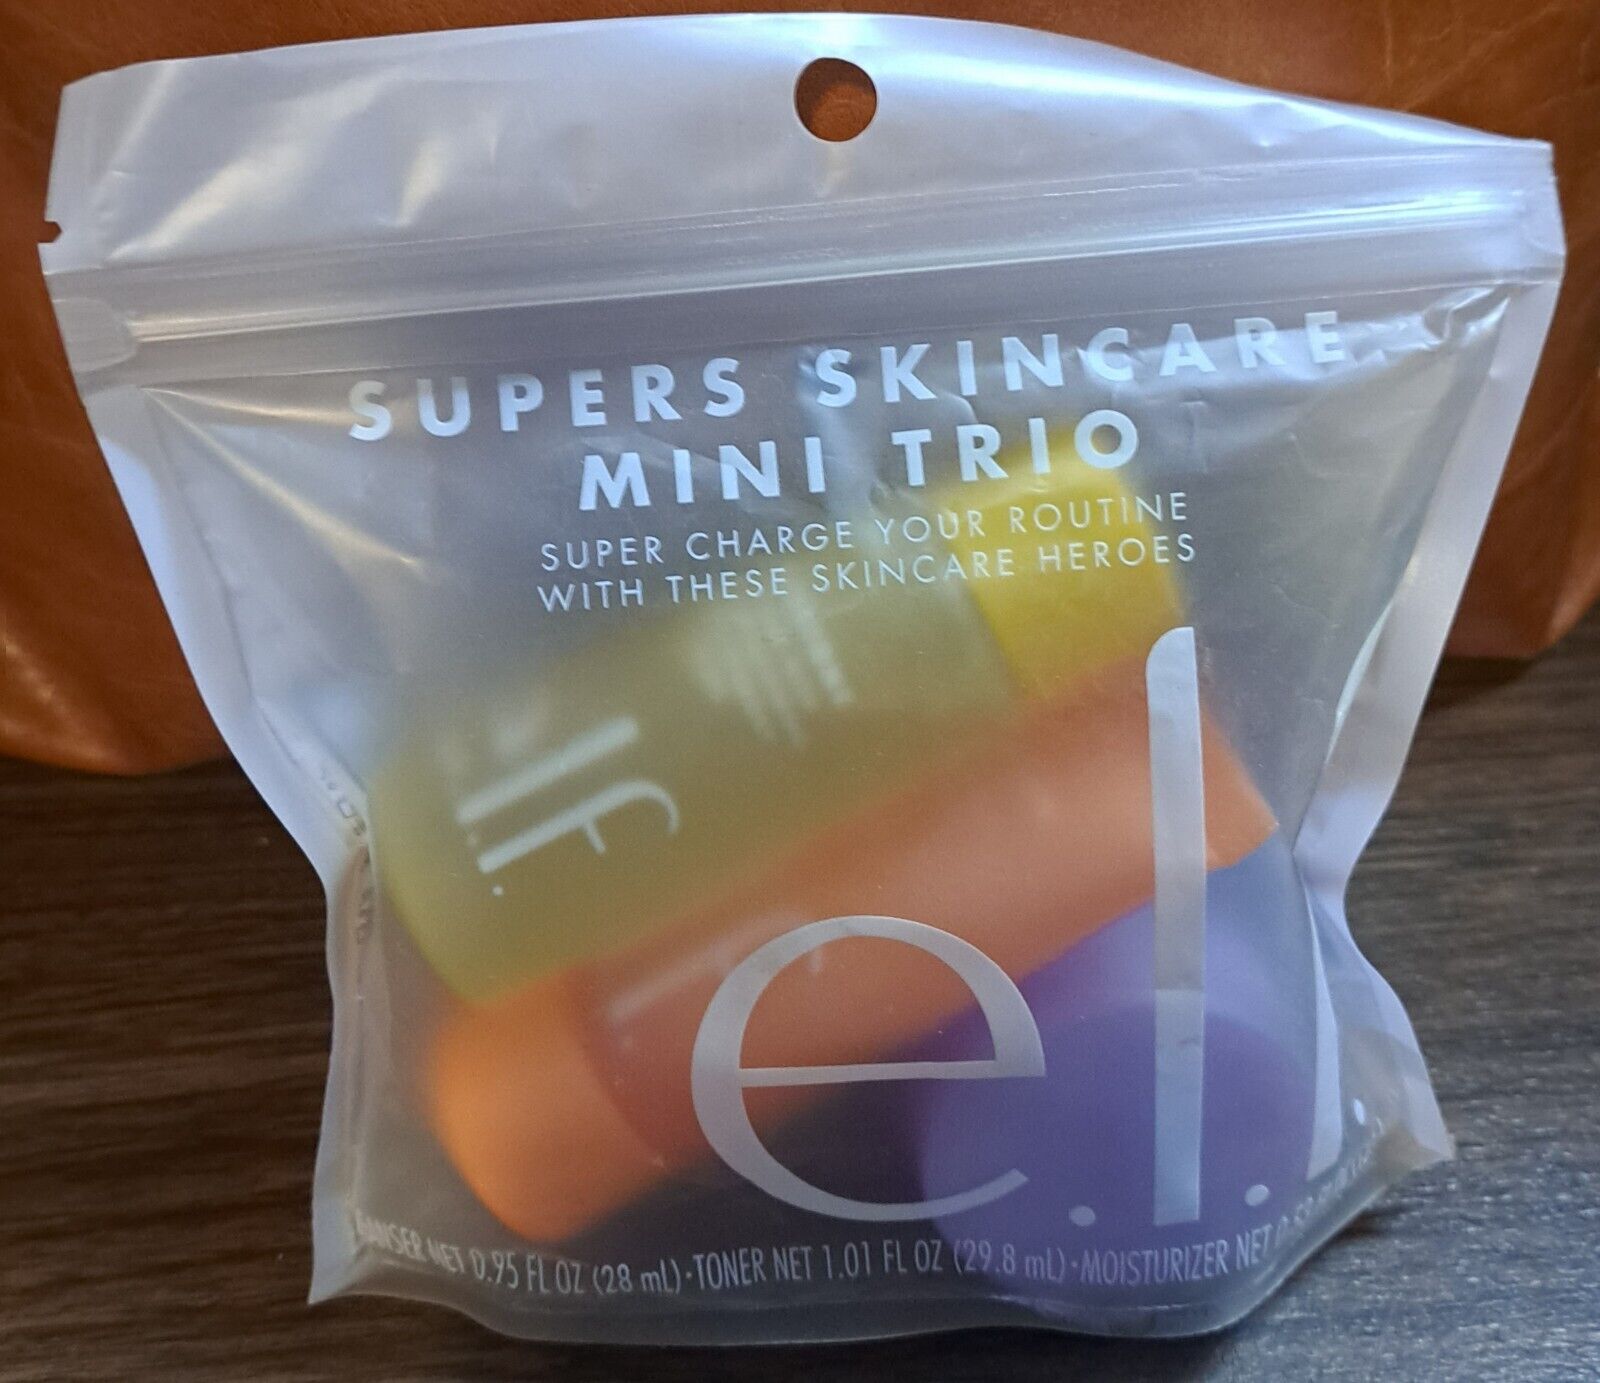 SUPERS SKINCARE
MINI TRIO
SUPER CHARGE YOUR ROUTINE
WITH THESE SKINCARE HEROES
e.l.
.f.
NET 0.95 FL OZ (28 mL)·TONER NET 1.01 FL OZ (29.8 mL)·MOISTURIZER NET